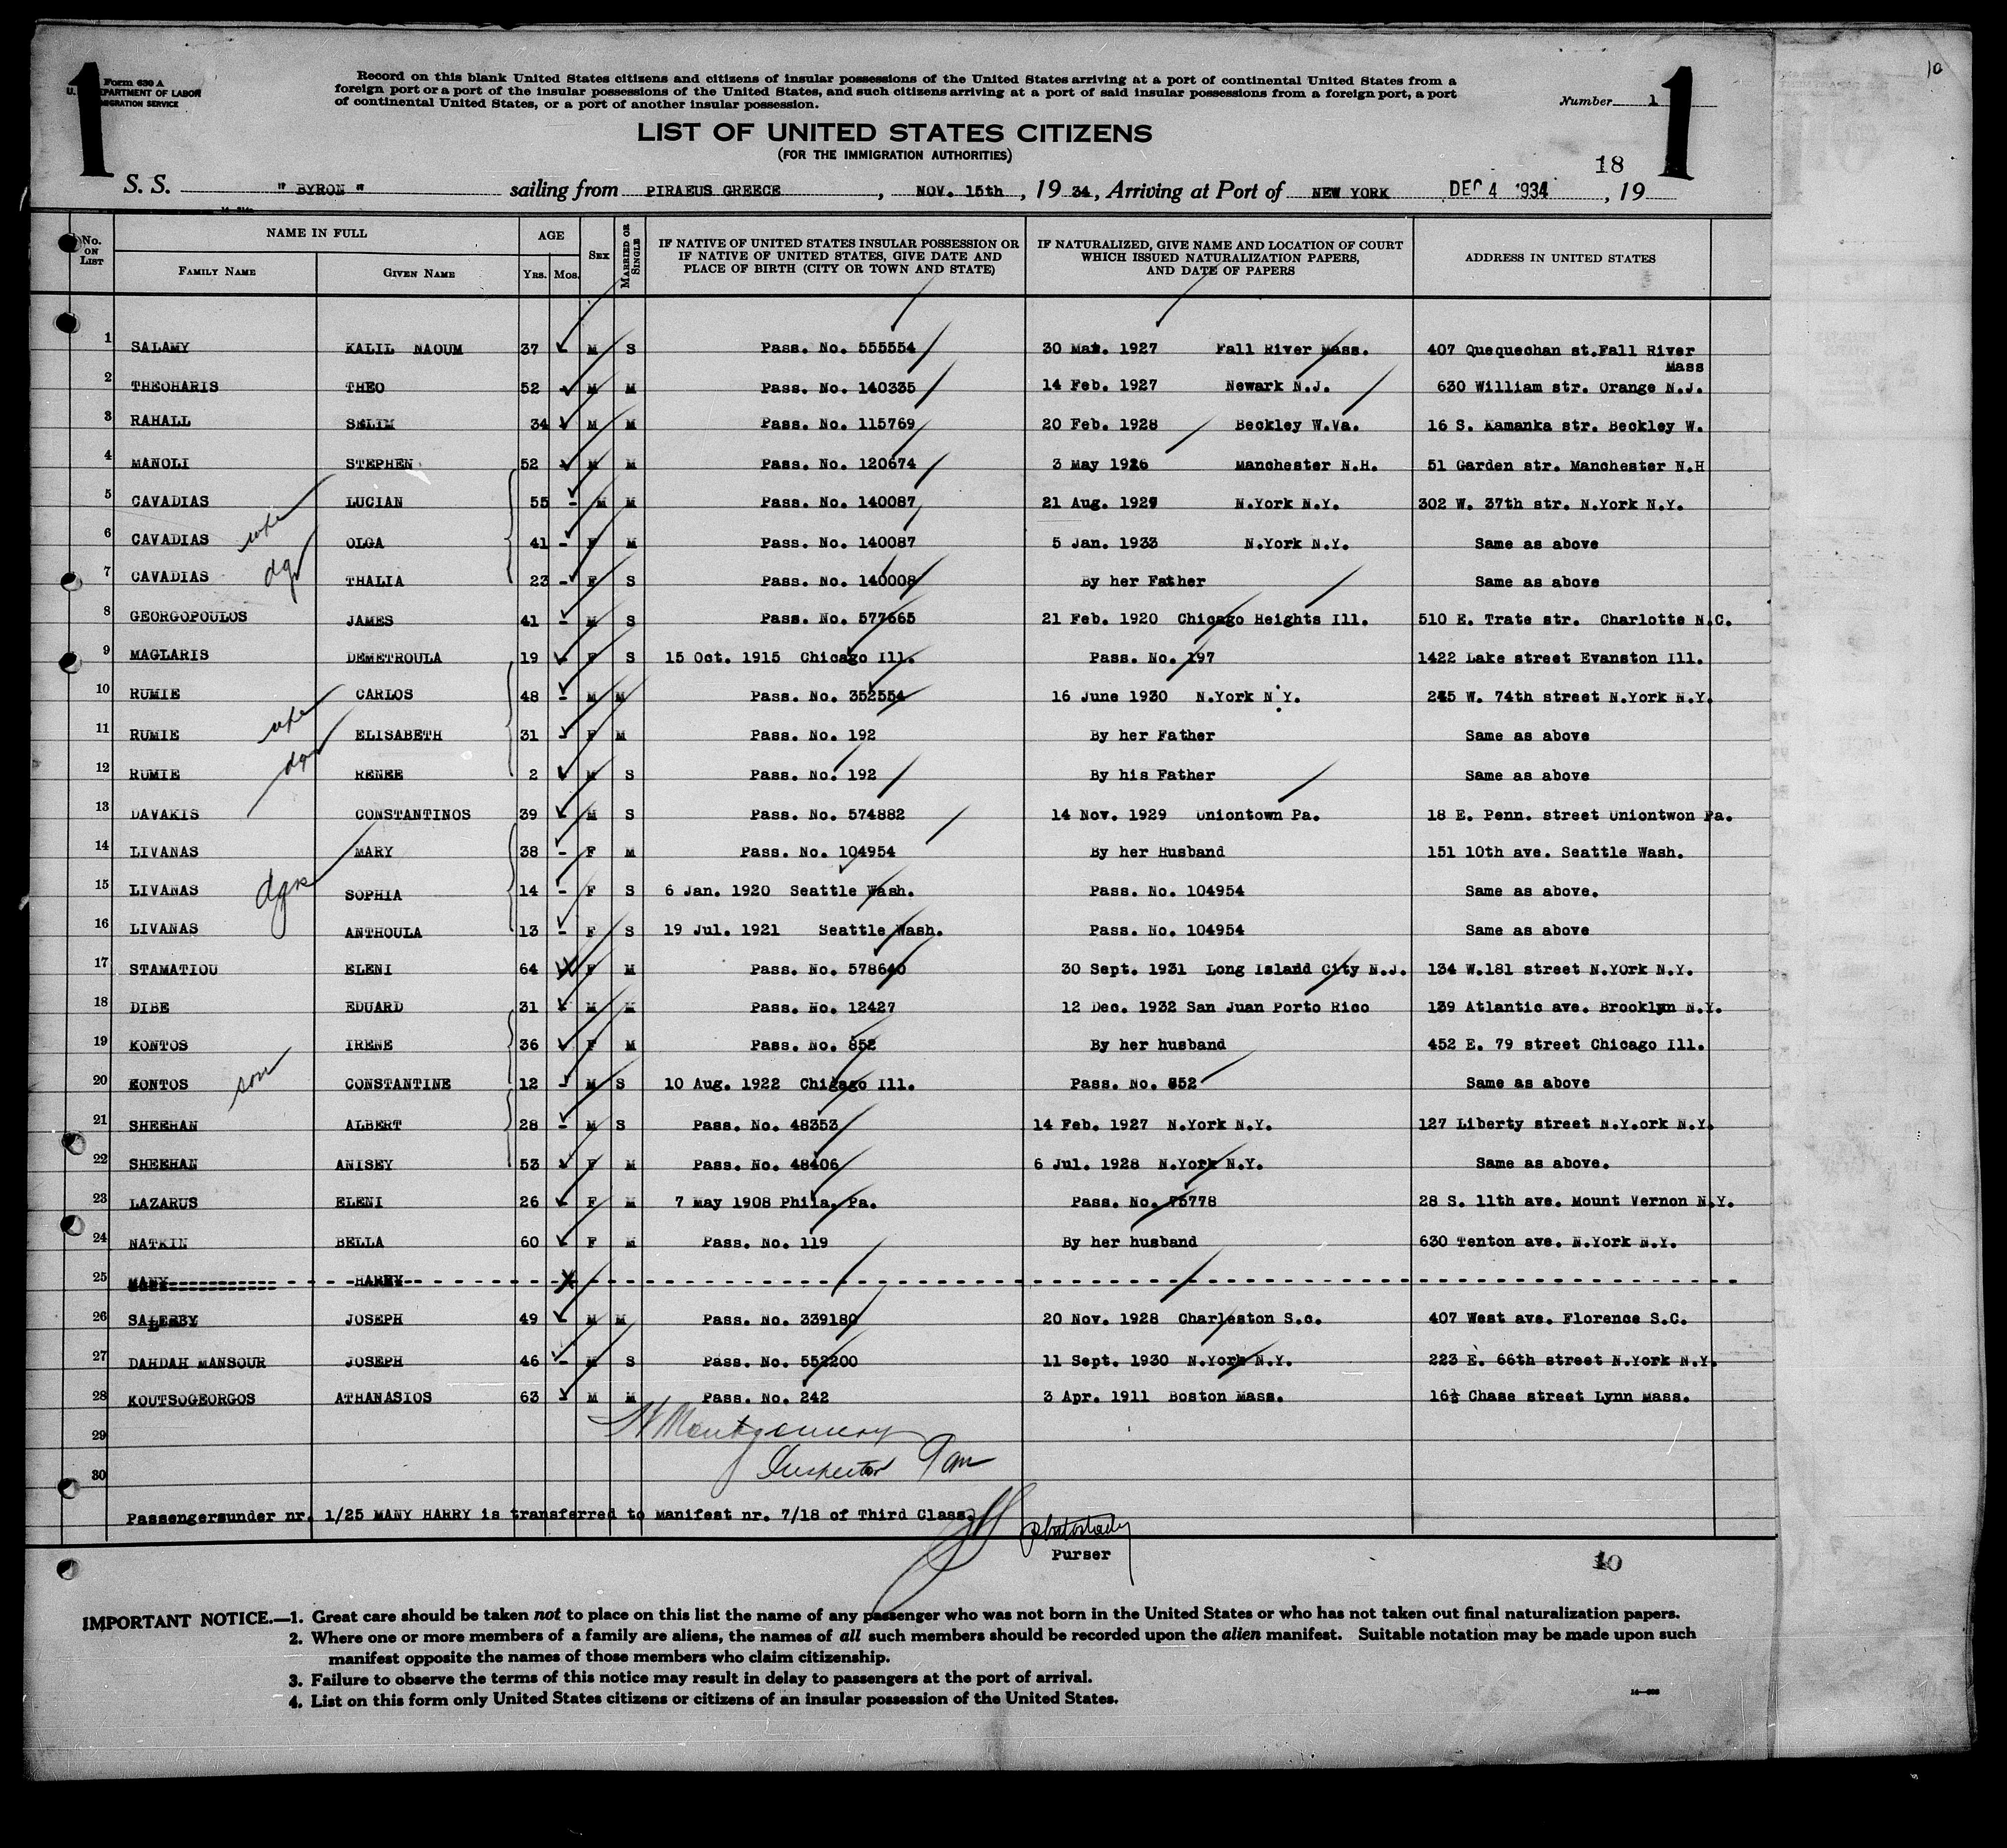 1
Form 630 A
U. S. DEPARTMENT OF LABOR
IMMIGRATION SERVICE
Record on this blank United States citizens and citizens of insular possessions of the United States arriving at a port of continental United States from a
foreign port or a port of the insular possessions of the United States, and such citizens arriving at a port of said insular possessions from a foreign port, a port
of continental United States, or a port of another insular possession.
Number 1
1
10
LIST OF UNITED STATES CITIZENS
(FOR THE IMMIGRATION AUTHORITIES)
18
S. S. " BYRON " sailing from PIRAEUS GREECE, NOV. 15th, 19 34, Arriving at Port of NEW YORK DEC 4 1934, 19
No. ON LIST NAME IN FULL FAMILY NAME GIVEN NAME AGE YRS. MOS. SEX MARRIED OR SINGLE IF NATIVE OF UNITED STATES INSULAR POSSESSION OR IF NATIVE OF UNITED STATES, GIVE DATE AND PLACE OF BIRTH (CITY OR TOWN AND STATE) IF NATURALIZED, GIVE NAME AND LOCATION OF COURT WHICH ISSUED NATURALIZATION PAPERS, AND DATE OF PAPERS ADDRESS IN UNITED STATES
1 SALAMY KALIL NAOUM 37 M S Pass. No. 555554 30 Mar. 1927 Fall River Mass. 407 Quequechan st.Fall River Mass
2 THEOHARIS THEO 52 M M Pass. No. 140335 14 Feb. 1927 Newark N.J. 630 William str. Orange N.J.
3 RAHALL SELIM 34 M M Pass. No. 115769 20 Feb. 1928 Beckley W.Va. 16 S. Kamanka str. Beckley W.
4 MANOLI STEPHEN 52 M M Pass. No. 120674 3 May 1926 Manchester N.H. 51 Garden str. Manchester N.H
5 CAVADIAS LUCIAN 55 - M M Pass. No. 140087 21 Aug. 1929 N.York N.Y. 302 W. 37th str. N.York N.Y.
6 CAVADIAS wife OLGA 41 - F M Pass. No. 140087 5 Jan. 1933 N.York N.Y. Same as above
7 CAVADIAS dgr THALIA 23 - F S Pass. No. 140008 By her Father Same as above
8 GEORGOPOULOS JAMES 41 - M S Pass. No. 577665 21 Feb. 1920 Chicago Heights Ill. 510 E. Trate str. Charlotte N.C.
9 MAGLARIS DEMETROULA 19 - F S 15 Oct. 1915 Chicago Ill. Pass. No. 197 1422 Lake street Evanston Ill.
10 RUMIE CARLOS 48 - M M Pass. No. 352554 16 June 1930 N.York N.Y. 245 W. 74th street N.York N.Y.
11 RUMIE wife ELISABETH 31 - F M Pass. No. 192 By her Father Same as above
12 RUMIE dgr RENEE 2 M S Pass. No. 192 By his Father Same as above
13 DAVAKIS CONSTANTINOS 39 M S Pass. No. 574882 14 Nov. 1929 Uniontown Pa. 18 E. Penn. street Uniontwon Pa.
14 LIVANAS MARY 38 - F M Pass. No. 104954 By her Husband 151 10th ave. Seattle Wash.
15 LIVANAS dgrs SOPHIA 14 - F S 6 Jan. 1920 Seattle Wash. Pass. No. 104954 Same as above.
16 LIVANAS ANTHOULA 13 - F S 19 Jul. 1921 Seattle Wash. Pass. No. 104954 Same as above
17 STAMATIOU ELENI 64 F M Pass. No. 578640 30 Sept. 1931 Long Island City N.J. 134 W.181 street N.YOrk N.Y.
18 DIBE EDUARD 31 M M Pass. No. 12427 12 Dec. 1932 San Juan Porto Rico 139 Atlantic ave. Brooklyn N.Y.
19 KONTOS IRENE 36 F M Pass. No. 852 By her husband 452 E. 79 street Chicago Ill.
20 KONTOS son CONSTANTINE 12 - M S 10 Aug. 1922 Chicago Ill. Pass. No. 852 Same as above
21 SHEEHAN ALBERT 28 - M S Pass. No. 48353 14 Feb. 1927 N.York N.Y. 127 Liberty street N.Y.ork N.Y.
22 SHEEHAN ANISEY 53 F M Pass. No. 48406 6 Jul. 1928 N.York N.Y. Same as above.
23 LAZARUS ELENI 26 - F M 7 May 1908 Phila. Pa. Pass. No. 75778 28 S. 11th ave. Mount Vernon N.Y.
24 NATKIN BELLA 60 F M Pass. No. 119 By her husband 630 Tenton ave. N.York N.Y.
25 MANY HARRY
26 SALEEBY JOSEPH 49 M M Pass. No. 339180 20 Nov. 1928 Charleston S.c. 407 West ave. Florence S.C.
27 DAHDAH MANSOUR JOSEPH 46 - M S Pass. No. 552200 11 Sept. 1930 N.York N.Y. 223 E. 66th street N.York N.Y.
28 KOUTSOGEORGOS ATHANASIOS 63 - M M Pass. No. 242 3 Apr. 1911 Boston Mass. 16½ Chase street Lynn Mass.
29 Montgomery
Inspector
30
Passengersunder nr. 1/25 MANY HARRY is transferred to Manifest nr. 7/18 of Third Class.
Purser
10
IMPORTANT NOTICE.—1. Great care should be taken not to place on this list the name of any passenger who was not born in the United States or who has not taken out final naturalization papers.
2. Where one or more members of a family are aliens, the names of all such members should be recorded upon the alien manifest. Suitable notation may be made upon such
manifest opposite the names of those members who claim citizenship.
3. Failure to observe the terms of this notice may result in delay to passengers at the port of arrival.
4. List on this form only United States citizens or citizens of an insular possession of the United States.